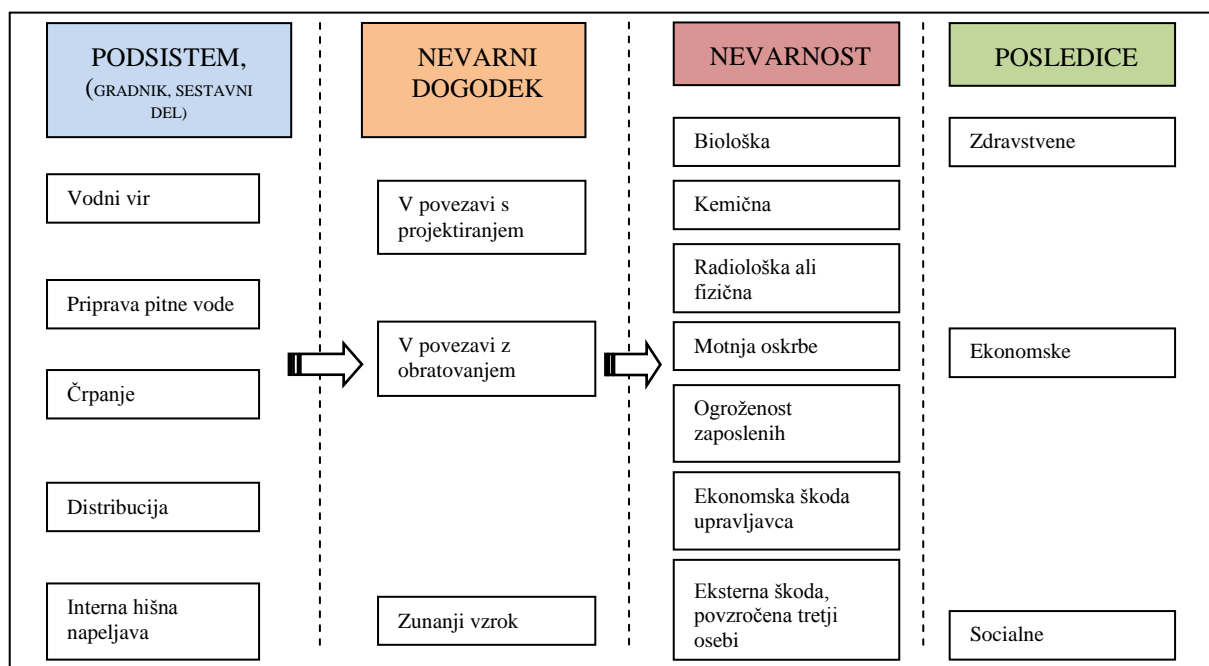 PODSISTEM,
(GRADNIK, SESTAVNI
DEL)
Vodni vir
Priprava pitne vode
Črpanje
Distribucija
Interna hišna
napeljava
NEVARNI
DOGODEK
V povezavi s
projektiranjem
V povezavi z
obratovanjem
Zunanji vzrok
NEVARNOST
Biološka
Kemična
Radiološka ali
fizična
Motnja oskrbe
Ogroženost
zaposlenih
Ekonomska škoda
upravljavca
Eksterna škoda,
povzročena tretji
osebi
POSLEDICE
Zdravstvene
Ekonomske
Socialne